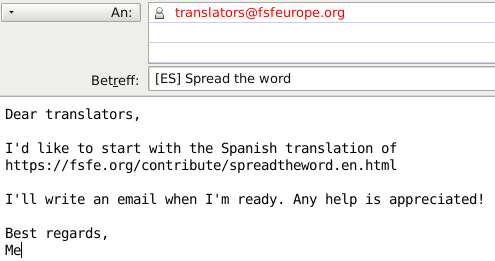 An: translators@fsfeurope.org
Betreff: [ES] Spread the word
Dear translators,
I'd like to start with the Spanish translation of
https://fsfe.org/contribute/spreadtheword.en.html
I'll write an email when I'm ready. Any help is appreciated!
Best regards,
Me